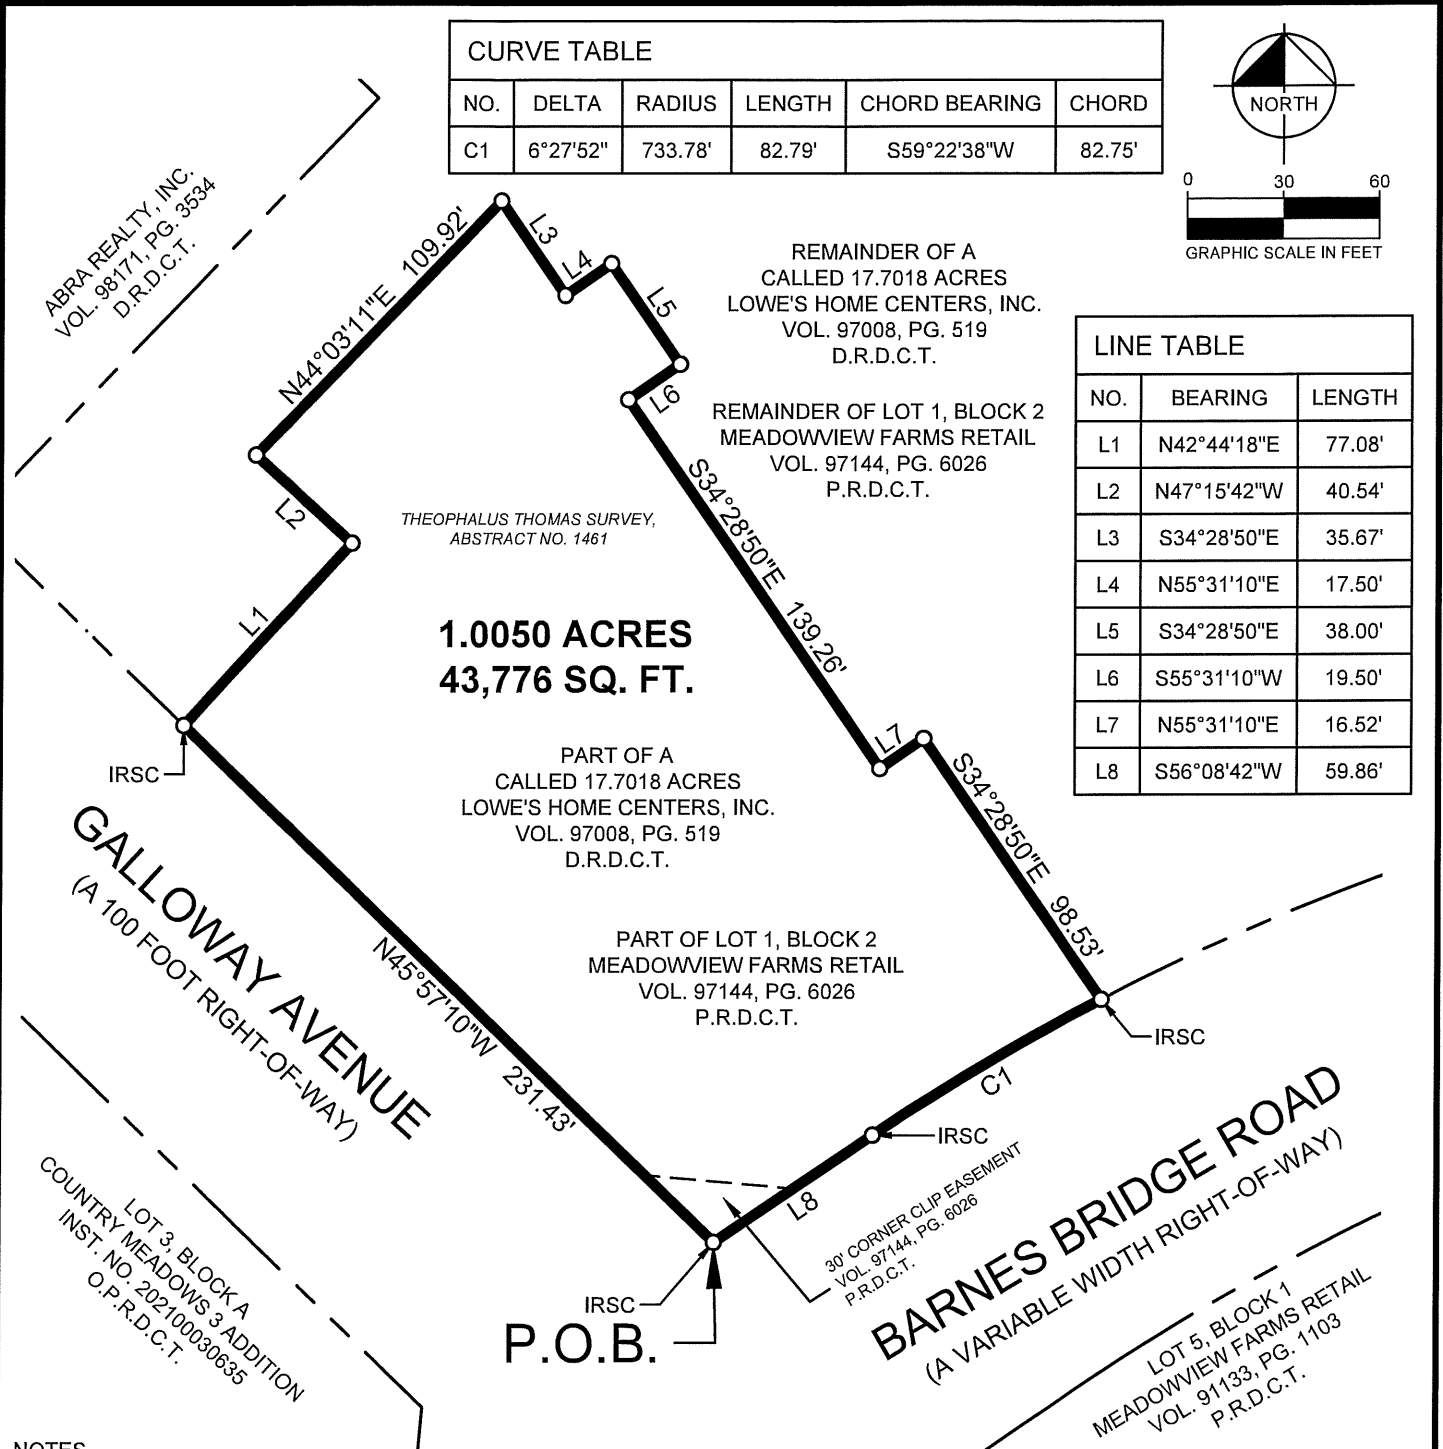 CURVE TABLE
NO. DELTA RADIUS LENGTH CHORD BEARING CHORD
C1 6°27'52" 733.78' 82.79' S59°22'38"W 82.75'
NORTH
0 30 60
GRAPHIC SCALE IN FEET
ABRA REALTY, INC.
VOL. 98171, PG. 3534
D.R.D.C.T.
N44°03'11"E 109.92'
L3
L4
L5
L6
REMAINDER OF A
CALLED 17.7018 ACRES
LOWE'S HOME CENTERS, INC.
VOL. 97008, PG. 519
D.R.D.C.T.
REMAINDER OF LOT 1, BLOCK 2
MEADOWVIEW FARMS RETAIL
VOL. 97144, PG. 6026
P.R.D.C.T.
LINE TABLE
NO. BEARING LENGTH
L1 N42°44'18"E 77.08'
L2 N47°15'42"W 40.54'
L3 S34°28'50"E 35.67'
L4 N55°31'10"E 17.50'
L5 S34°28'50"E 38.00'
L6 S55°31'10"W 19.50'
L7 N55°31'10"E 16.52'
L8 S56°08'42"W 59.86'
L2
THEOPHALUS THOMAS SURVEY,
ABSTRACT NO. 1461
S34°28'50"E 139.26'
L1
1.0050 ACRES
43,776 SQ. FT.
L7
IRSC
PART OF A
CALLED 17.7018 ACRES
LOWE'S HOME CENTERS, INC.
VOL. 97008, PG. 519
D.R.D.C.T.
S34°28'50"E 98.53'
GALLOWAY AVENUE
(A 100 FOOT RIGHT-OF-WAY)
N45°57'10"W 231.43'
PART OF LOT 1, BLOCK 2
MEADOWVIEW FARMS RETAIL
VOL. 97144, PG. 6026
P.R.D.C.T.
IRSC
C1
IRSC
L8
30' CORNER CLIP EASEMENT
VOL. 97144, PG. 6026
P.R.D.C.T.
BARNES BRIDGE ROAD
(A VARIABLE WIDTH RIGHT-OF-WAY)
LOT 3, BLOCK A
COUNTRY MEADOWS 3 ADDITION
INST. NO. 202100030635
O.P.R.D.C.T.
IRSC
P.O.B.
LOT 5, BLOCK 1
MEADOWVIEW FARMS RETAIL
VOL. 91133, PG. 1103
P.R.D.C.T.
NOTES